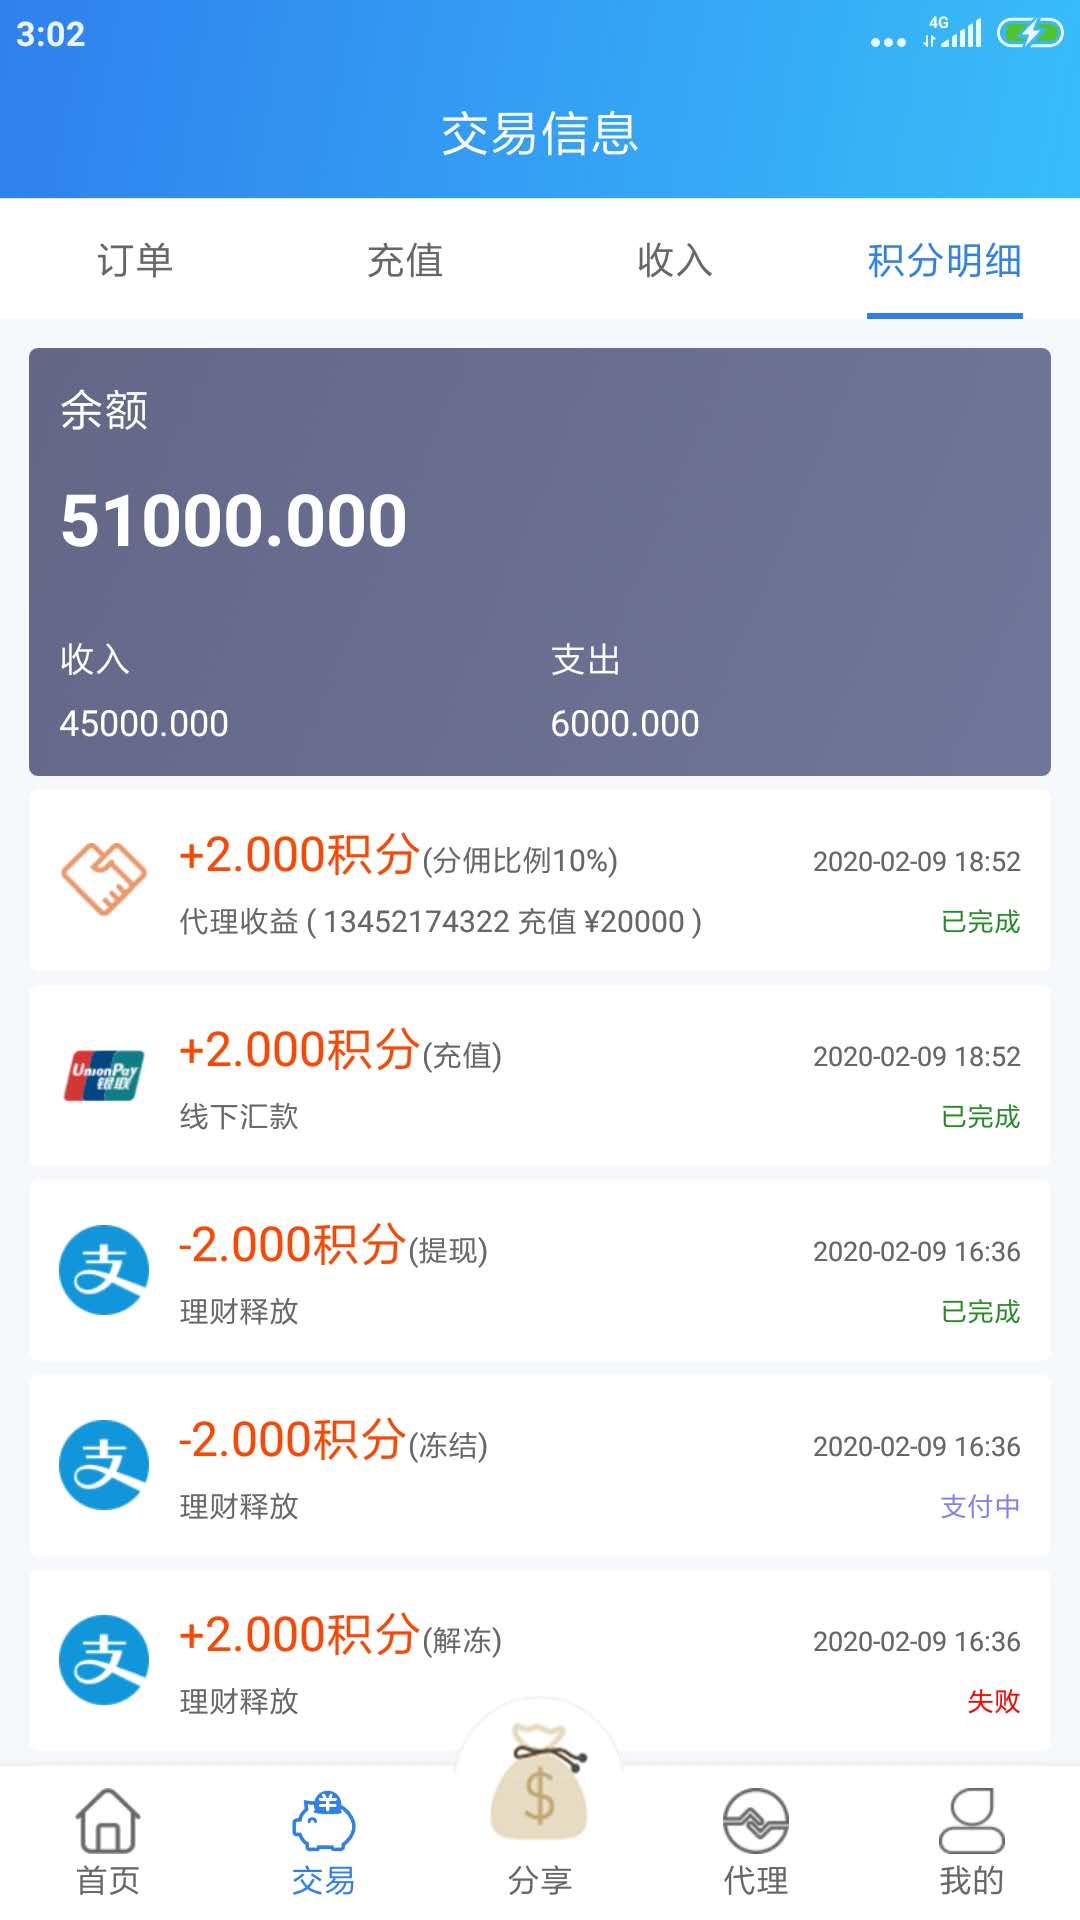 3:02
4G
交易信息
订单 充值 收入 积分明细
余额
51000.000
收入 支出
45000.000 6000.000
+2.000积分(分佣比例10%) 2020-02-09 18:52
代理收益 ( 13452174322 充值 ¥20000 ) 已完成
+2.000积分(充值) 2020-02-09 18:52
UnionPay
银联
线下汇款 已完成
-2.000积分(提现) 2020-02-09 16:36
支
理财释放 已完成
-2.000积分(冻结) 2020-02-09 16:36
支
理财释放 支付中
+2.000积分(解冻) 2020-02-09 16:36
支
理财释放 失败
¥
$
首页 交易 分享 代理 我的